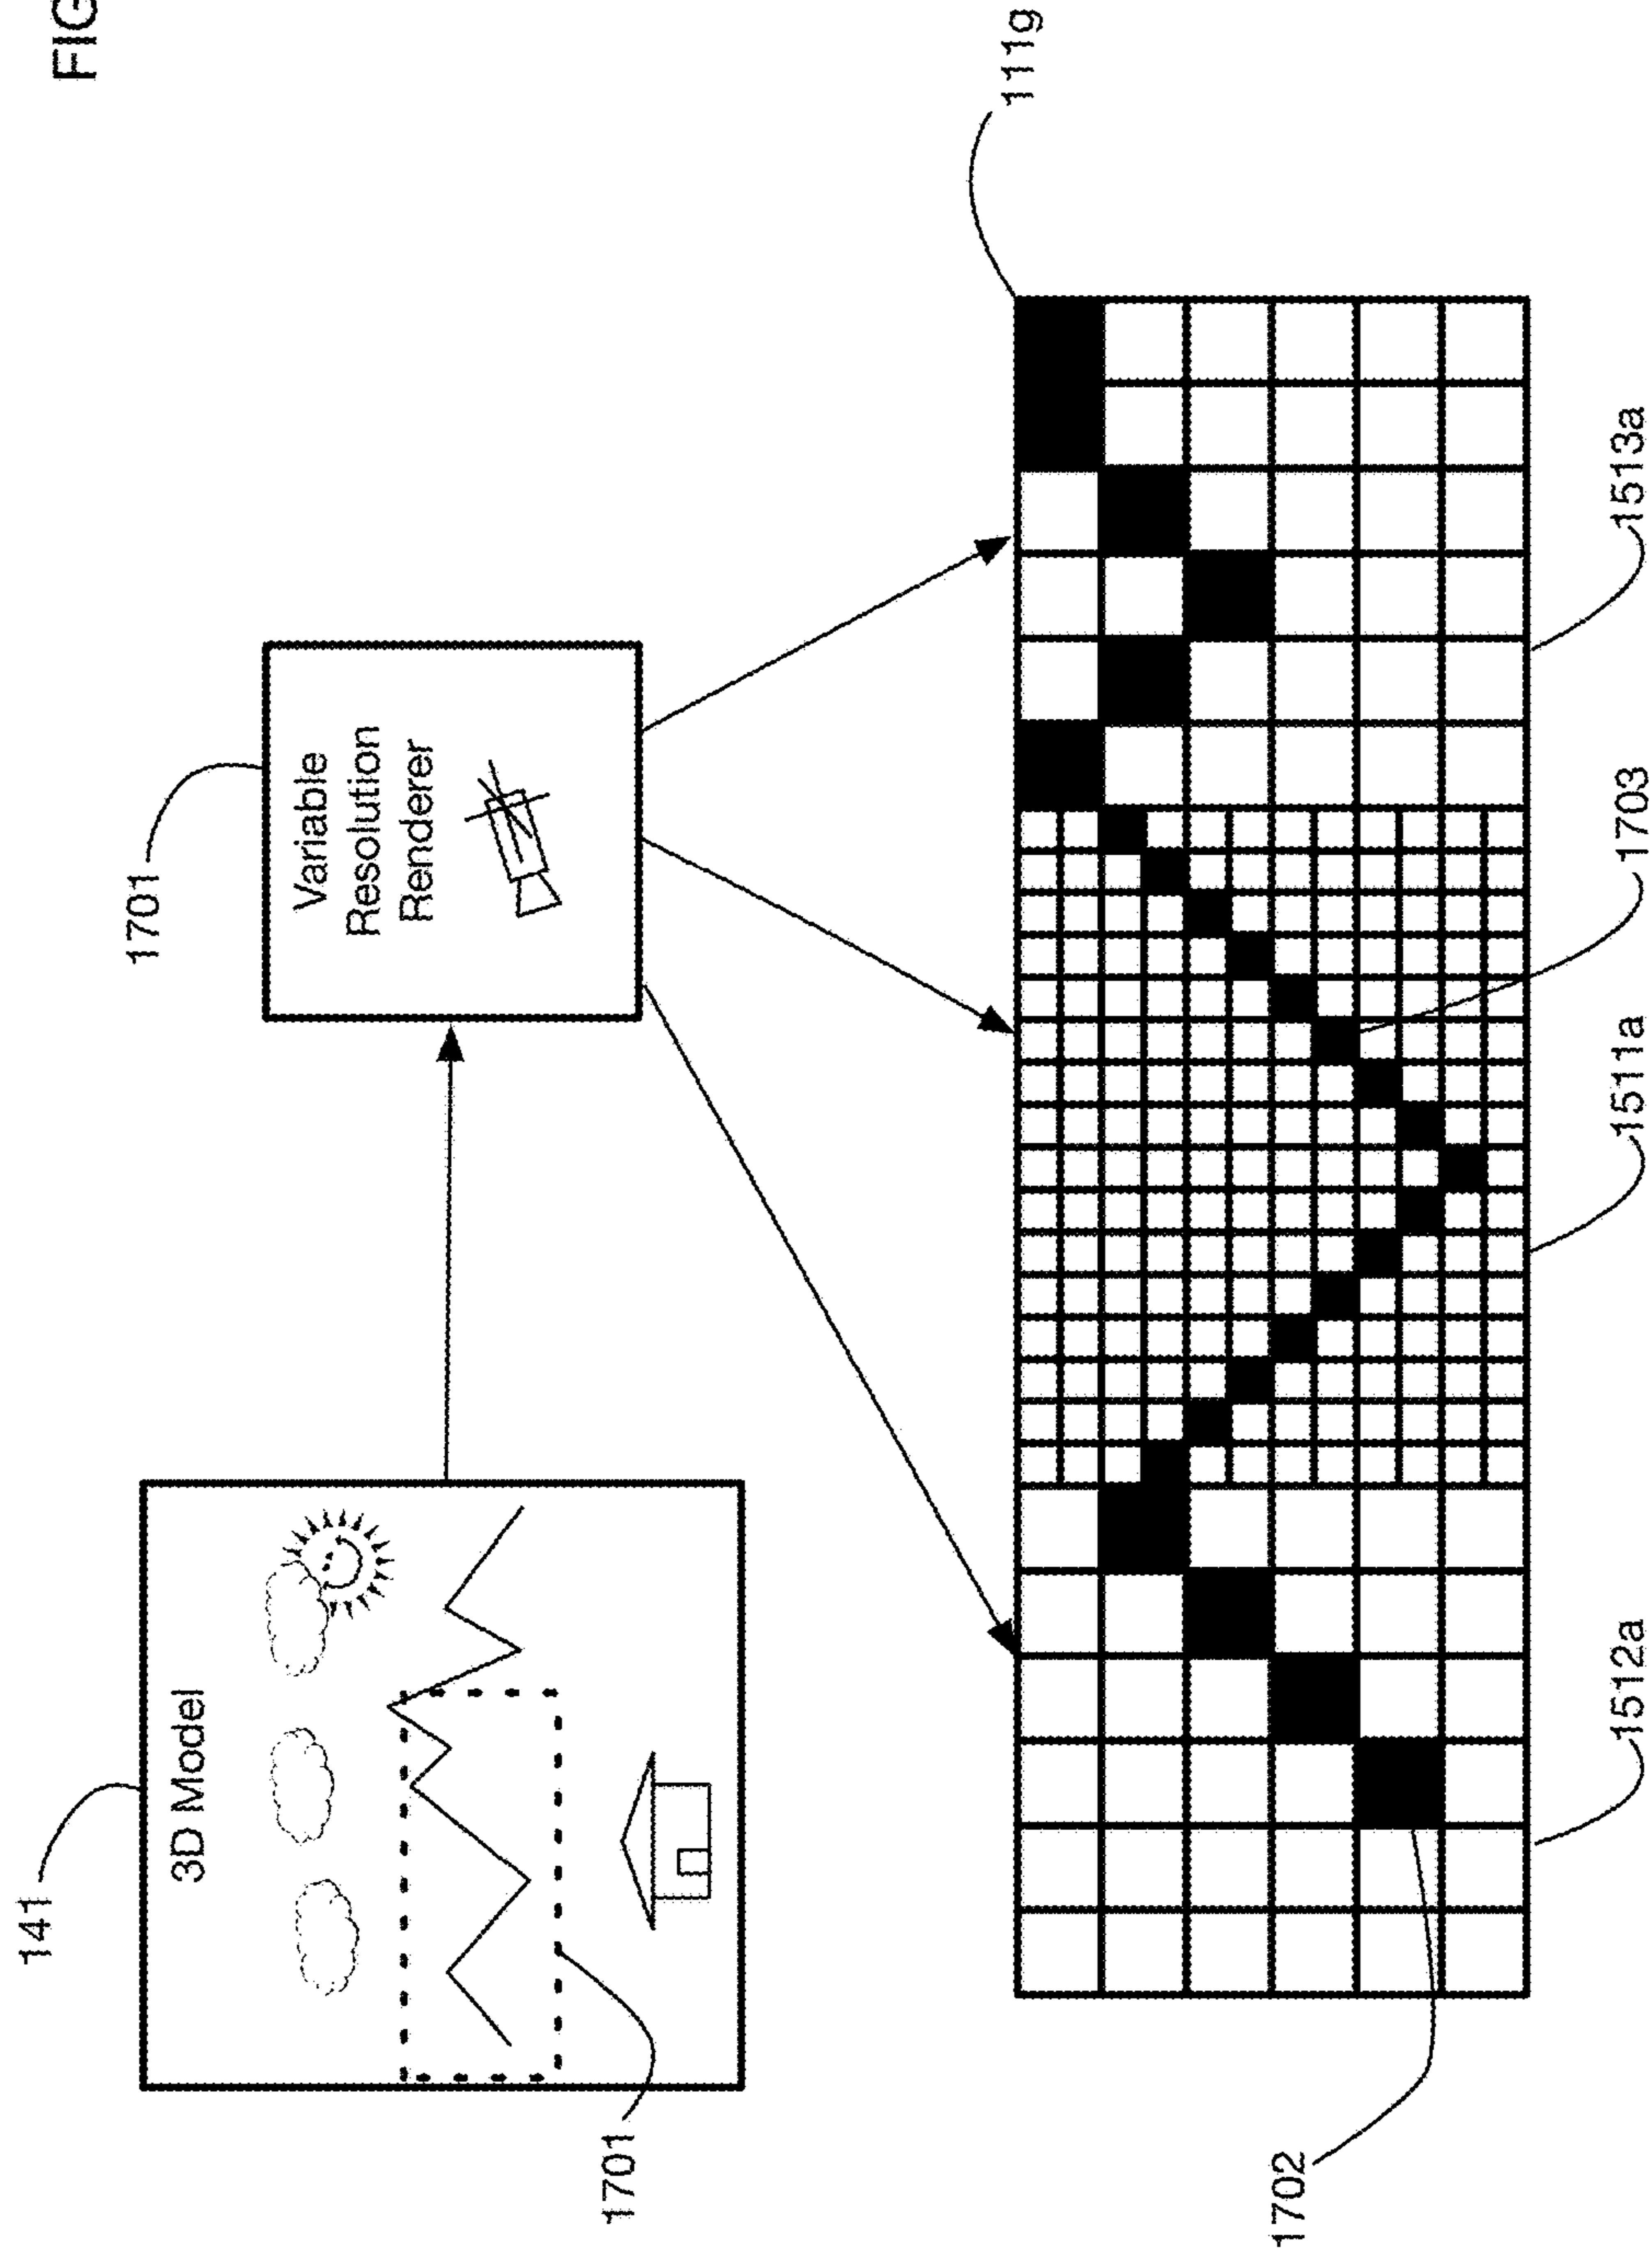 FIG
141
3D Model
1701
1701
Variable
Resolution
Renderer
111g
1702
1512a
1511a
1703
1513a